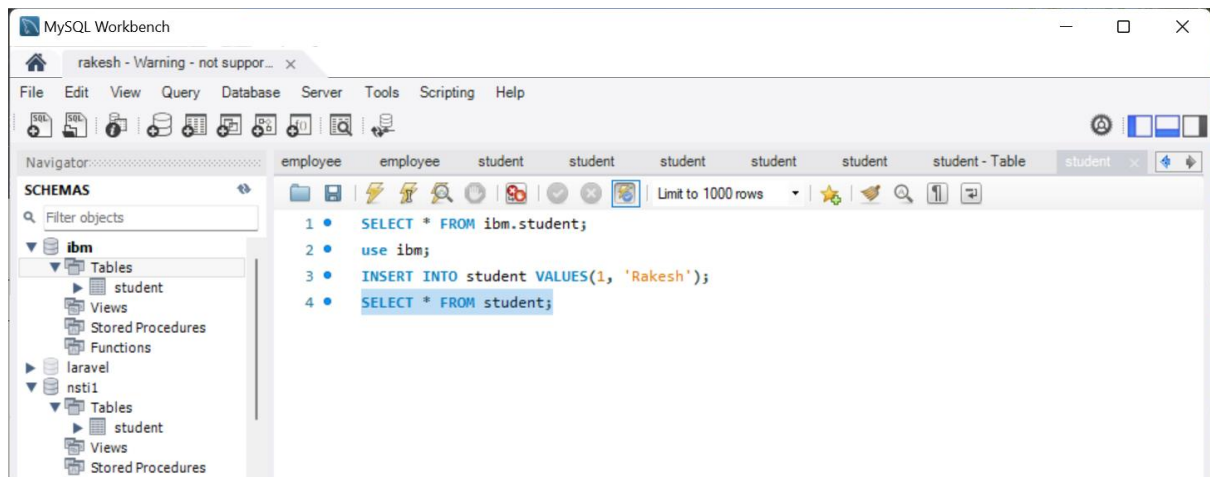 MySQL Workbench
rakesh - Warning - not suppor...
File Edit View Query Database Server Tools Scripting Help
Navigator employee employee student student student student student student - Table student
SCHEMAS
Limit to 1000 rows
Filter objects
ibm
Tables
student
Views
Stored Procedures
Functions
laravel
nsti1
Tables
student
Views
Stored Procedures
1 SELECT * FROM ibm.student;
2 use ibm;
3 INSERT INTO student VALUES(1, 'Rakesh');
4 SELECT * FROM student;